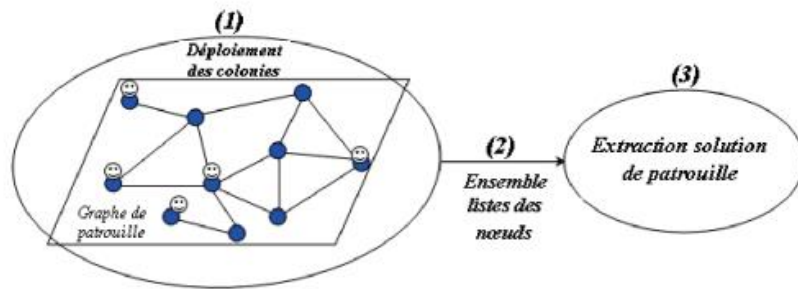 (1)
Déploiement
des colonies
Graphe de
patrouille
(2)
Ensemble
listes des
nœuds
(3)
Extraction solution
de patrouille